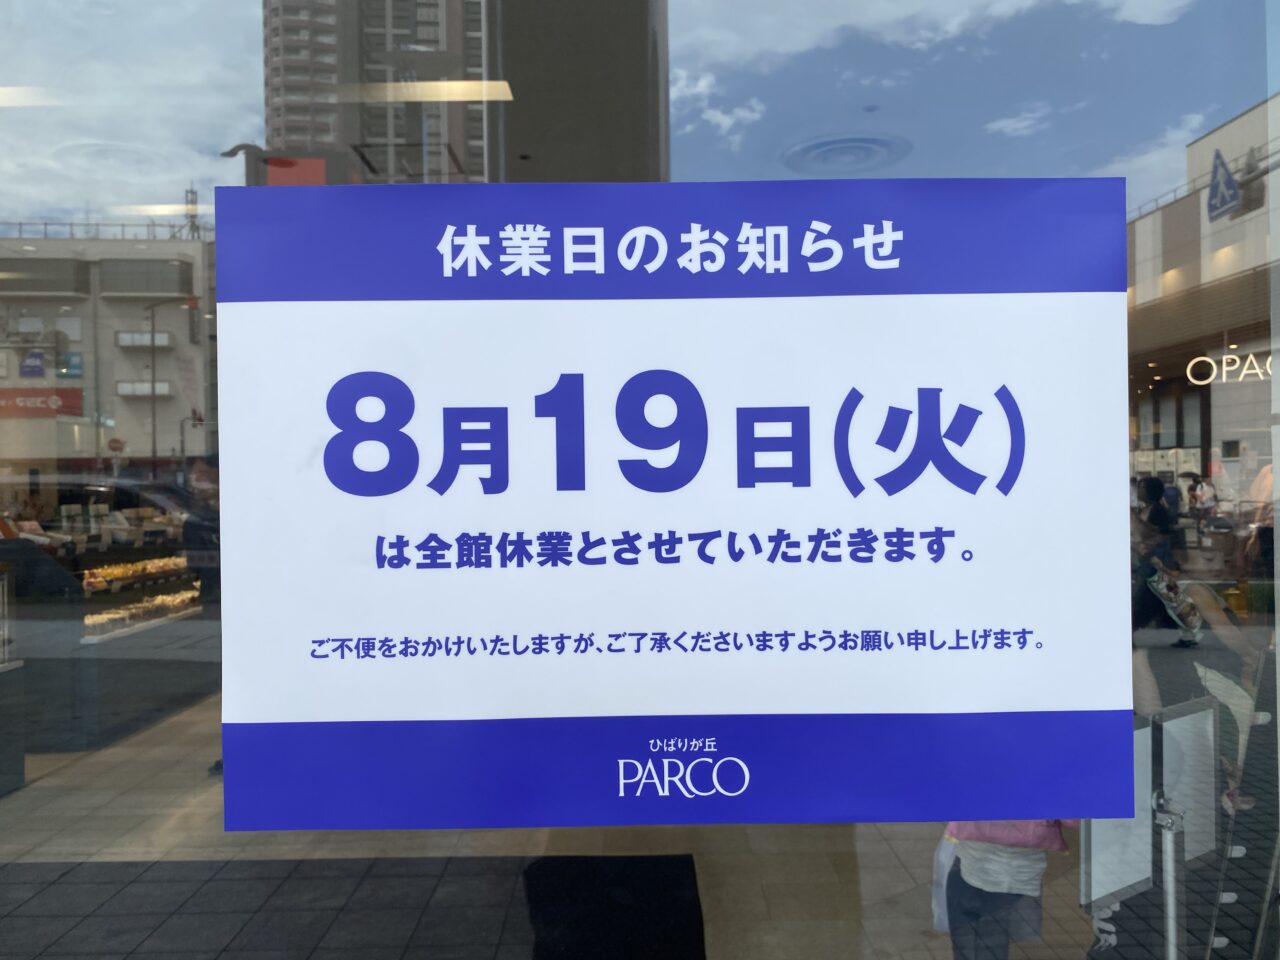 休業日のお知らせ
8月19日(火)
は全館休業とさせていただきます。
ご不便をおかけいたしますが、ご了承くださいますようお願い申し上げます。
ひばりが丘
PARCO
OPA